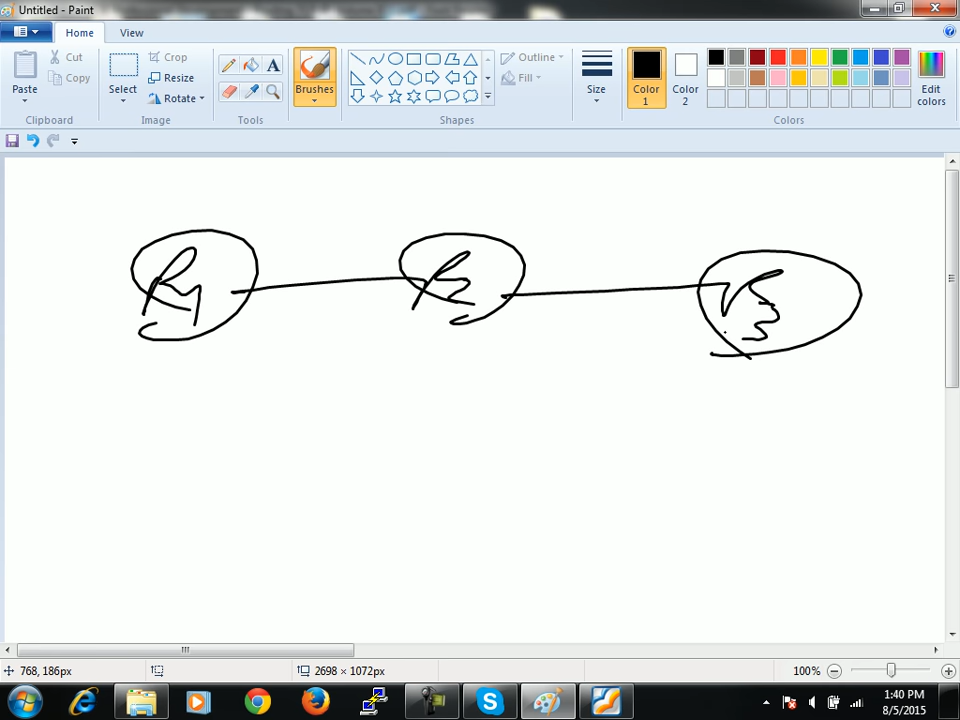 Untitled - Paint
Home
View
Paste
Cut
Copy
Clipboard
Select
Crop
Resize
Rotate
Image
Tools
Brushes
Shapes
Outline
Fill
Size
Color
1
Color
2
Edit
colors
Colors
R1
R2
R3
768, 186px
2698 × 1072px
100%
1:40 PM
8/5/2015